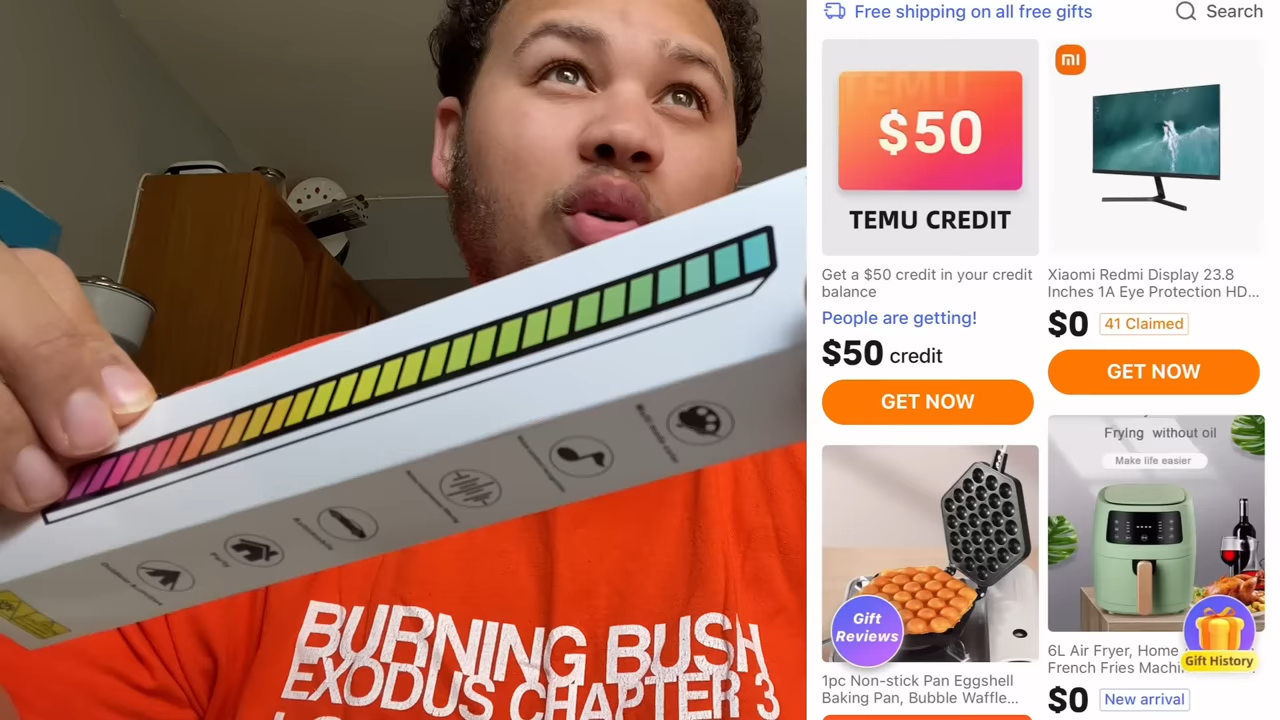 BURNING BUSH
EXODUS CHAPTER 3
Free shipping on all free gifts
Search
TEMU
$50
TEMU CREDIT
Get a $50 credit in your credit
balance
People are getting!
$50 credit
GET NOW
mi
Xiaomi Redmi Display 23.8
Inches 1A Eye Protection HD...
$0 41 Claimed
GET NOW
Gift
Reviews
1pc Non-stick Pan Eggshell
Baking Pan, Bubble Waffle...
Frying without oil
Make life easier
Gift History
6L Air Fryer, Home
French Fries Machi
$0 New arrival